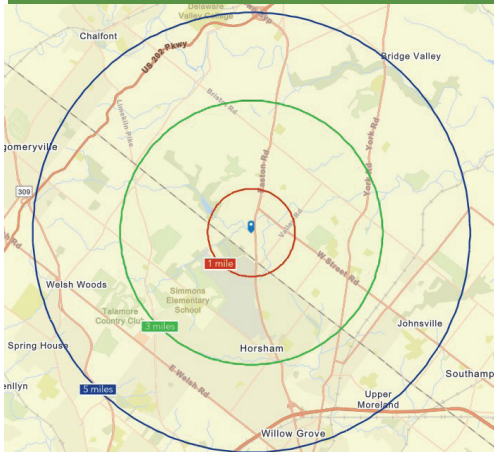 Delaware
Valley College
Chalfont
US-202 Pkwy
Bridge Valley
Limekiln Pike
Bristol Rd
York Rd
gomeryville
Easton Rd
York Rd
309
Valley Rd
1 mile
W Street Rd
Welsh Woods
Simmons
Elementary
School
Talamore
Country Club
3 miles
Johnsville
Spring House
Horsham
E Welsh Rd
enllyn
5 miles
Southamp
Upper
Moreland
Willow Grove